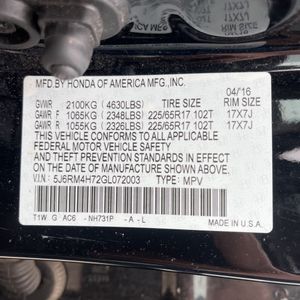 MFD.BY HONDA OF AMERICA MFG.,INC. 04/16
GVWR 2100KG (4630LBS) TIRE SIZE RIM SIZE
GAWR F 1065KG (2348LBS) 225/65R17 102T 17X7J
GAWR R 1055KG (2326LBS) 225/65R17 102T 17X7J
THIS VEHICLE CONFORMS TO ALL APPLICABLE
FEDERAL MOTOR VEHICLE SAFETY, BUMPER,
AND THEFT PREVENTION STANDARDS IN EFFECT
ON THE DATE OF MANUFACTURE SHOWN ABOVE.
V.I.N.: 5J6RM4H72GL072003 TYPE: MPV
T1W G AC6 - NH731P - A - L
MADE IN U.S.A.